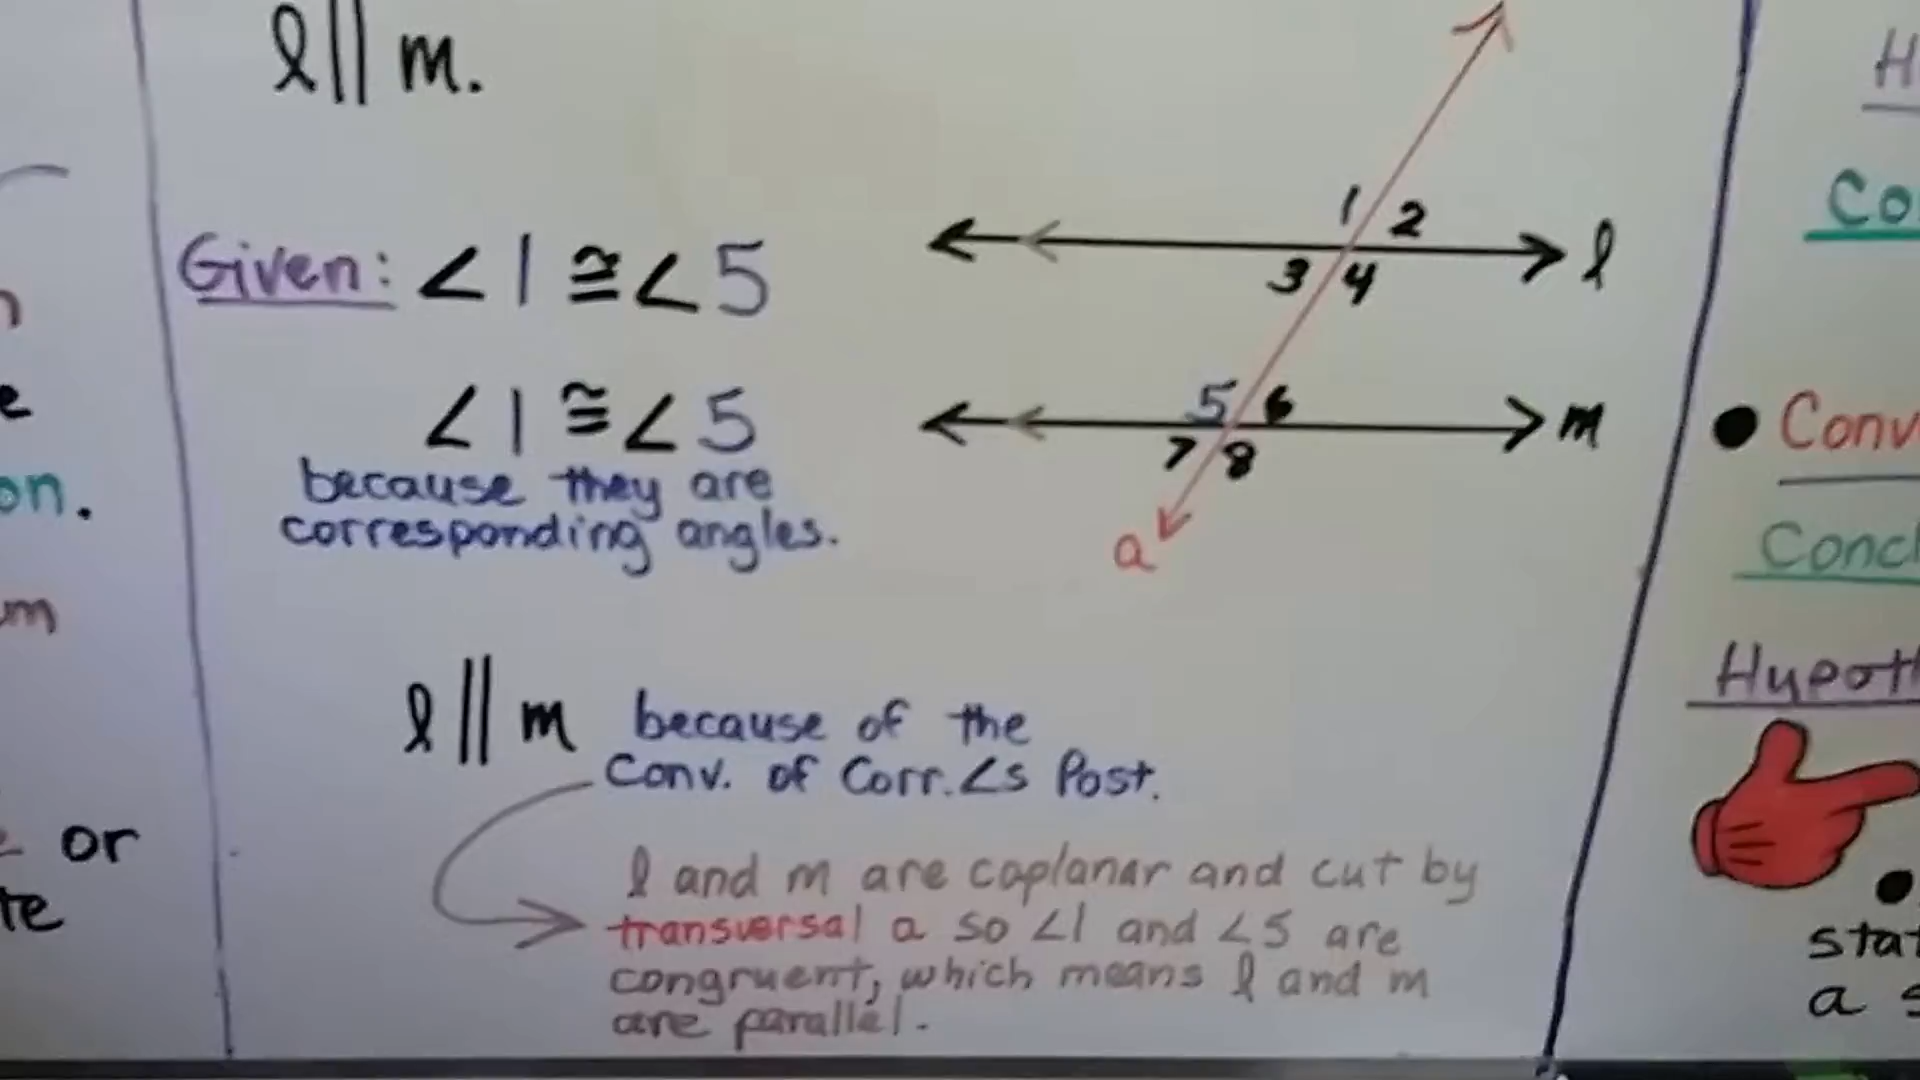 l || m.
Given: ∠1 ≅ ∠5
∠1 ≅ ∠5
because they are
corresponding angles.
1 2
l
3 4
5 6
m
7 8
a
l || m because of the
Conv. of Corr. ∠s Post.
l and m are coplanar and cut by
transversal a so ∠1 and ∠5 are
congruent, which means l and m
are parallel.
e
on.
m
or
te
H
Co
Conv
Concl
Hypoth
stat
a s